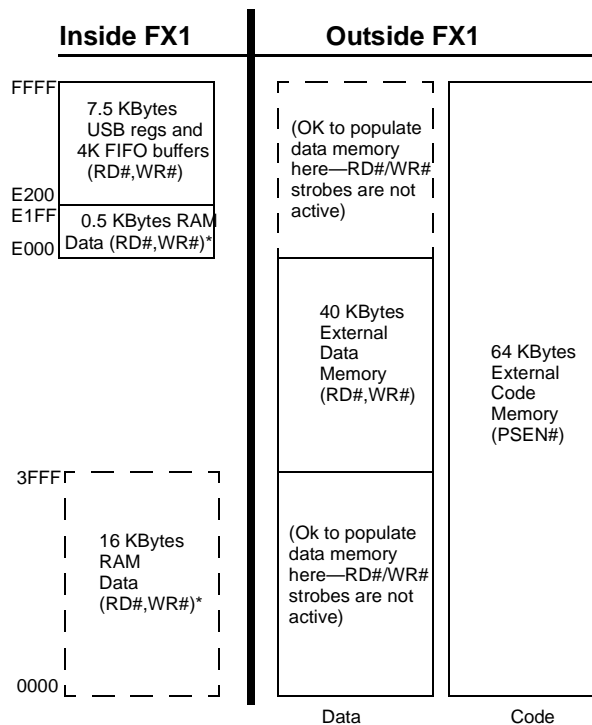 Inside FX1
Outside FX1
FFFF
7.5 KBytes
USB regs and
4K FIFO buffers
(RD#,WR#)
E200
E1FF
0.5 KBytes RAM
Data (RD#,WR#)*
E000
(OK to populate
data memory
here—RD#/WR#
strobes are not
active)
40 KBytes
External
Data
Memory
(RD#,WR#)
64 KBytes
External
Code
Memory
(PSEN#)
3FFF
16 KBytes
RAM
Data
(RD#,WR#)*
(Ok to populate
data memory
here—RD#/WR#
strobes are not
active)
0000
Data
Code